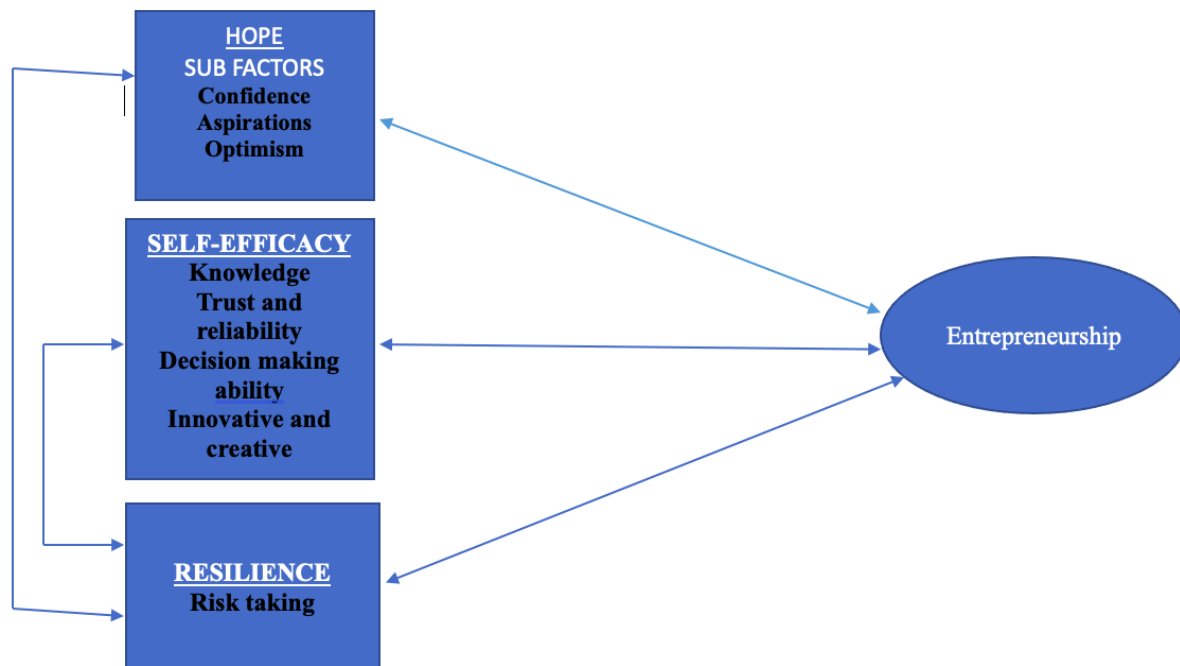 HOPE
SUB FACTORS
Confidence
Aspirations
Optimism
SELF-EFFICACY
Knowledge
Trust and
reliability
Decision making
ability
Innovative and
creative
RESILIENCE
Risk taking
Entrepreneurship